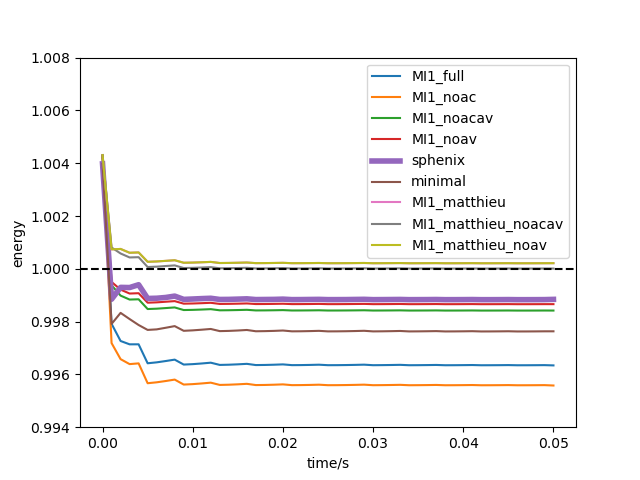 1.008
1.006
1.004
1.002
1.000
0.998
0.996
0.994
energy
0.00 0.01 0.02 0.03 0.04 0.05
time/s
MI1_full
MI1_noac
MI1_noacav
MI1_noav
sphenix
minimal
MI1_matthieu
MI1_matthieu_noacav
MI1_matthieu_noav